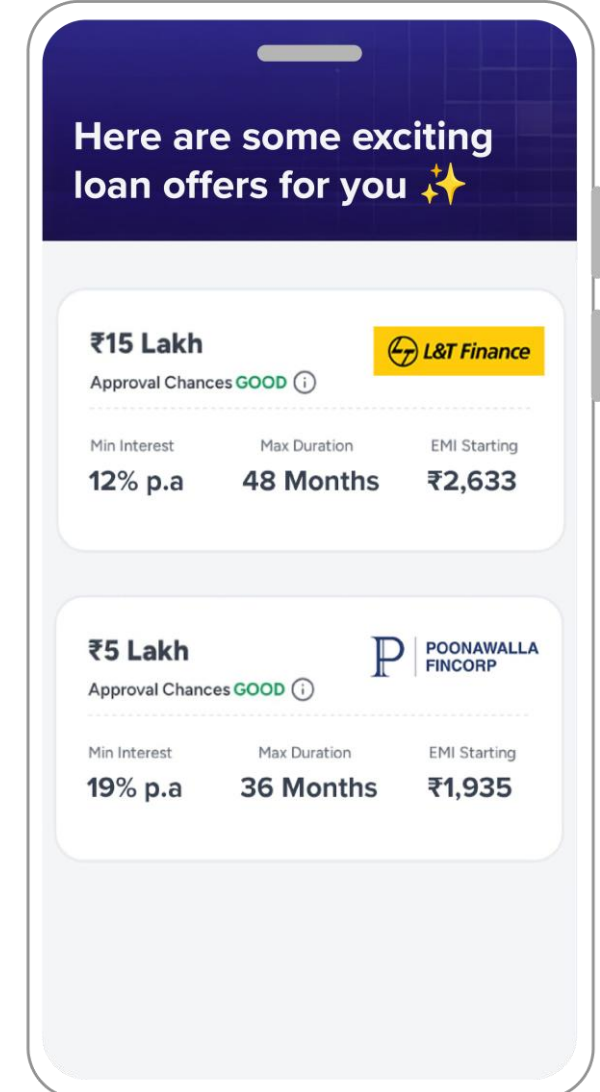 Here are some exciting
loan offers for you ✨
₹15 Lakh
L&T Finance
Approval Chances GOOD
Min Interest Max Duration EMI Starting
12% p.a 48 Months ₹2,633
₹5 Lakh
POONAWALLA
FINCORP
Approval Chances GOOD
Min Interest Max Duration EMI Starting
19% p.a 36 Months ₹1,935